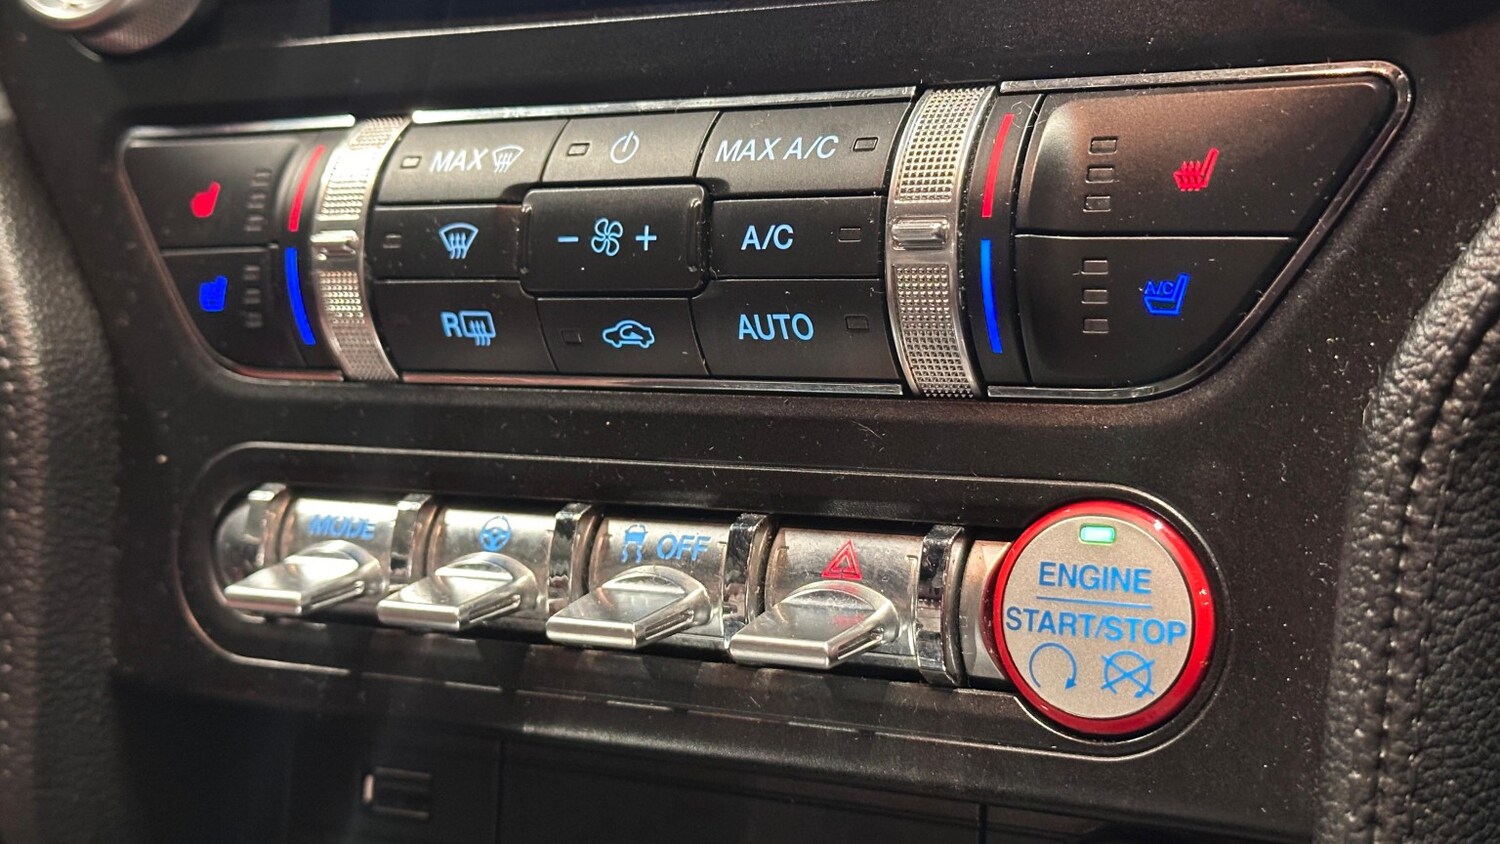 MAX
MAX A/C
- +
A/C
A/C
R
AUTO
MODE
OFF
ENGINE
START/STOP